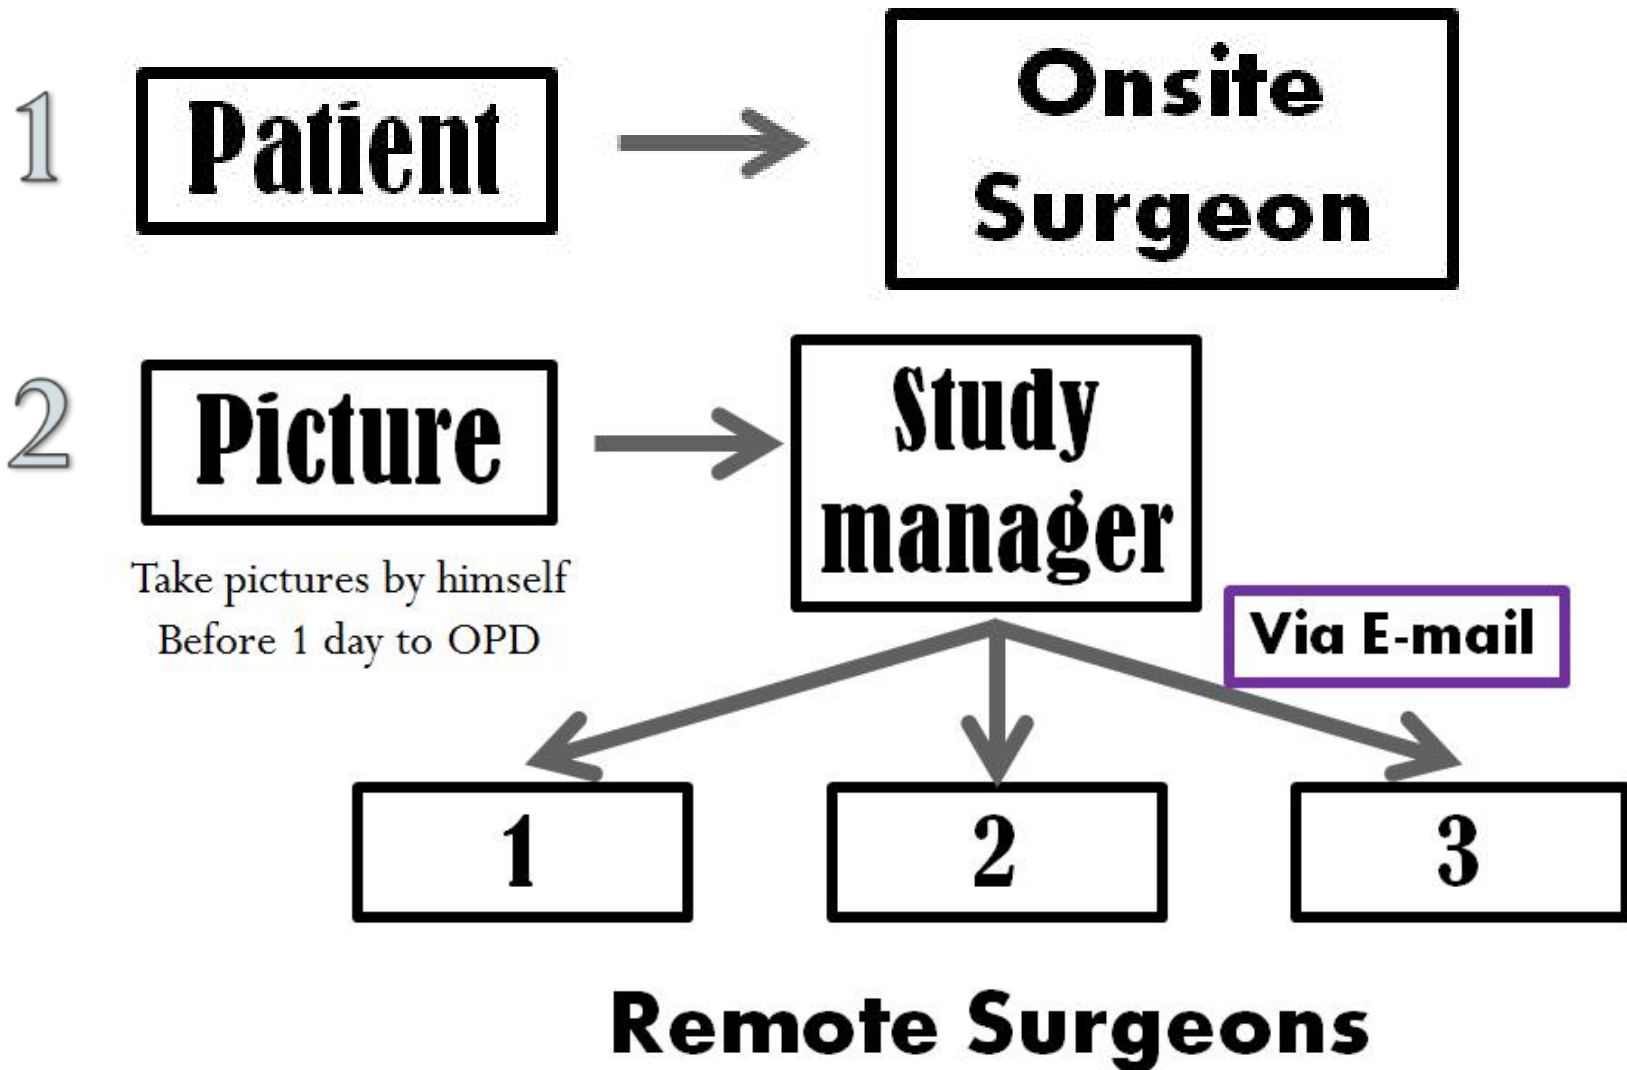 1
Patient
Onsite
Surgeon
2
Picture
Study
manager
Take pictures by himself
Before 1 day to OPD
Via E-mail
1
2
3
Remote Surgeons